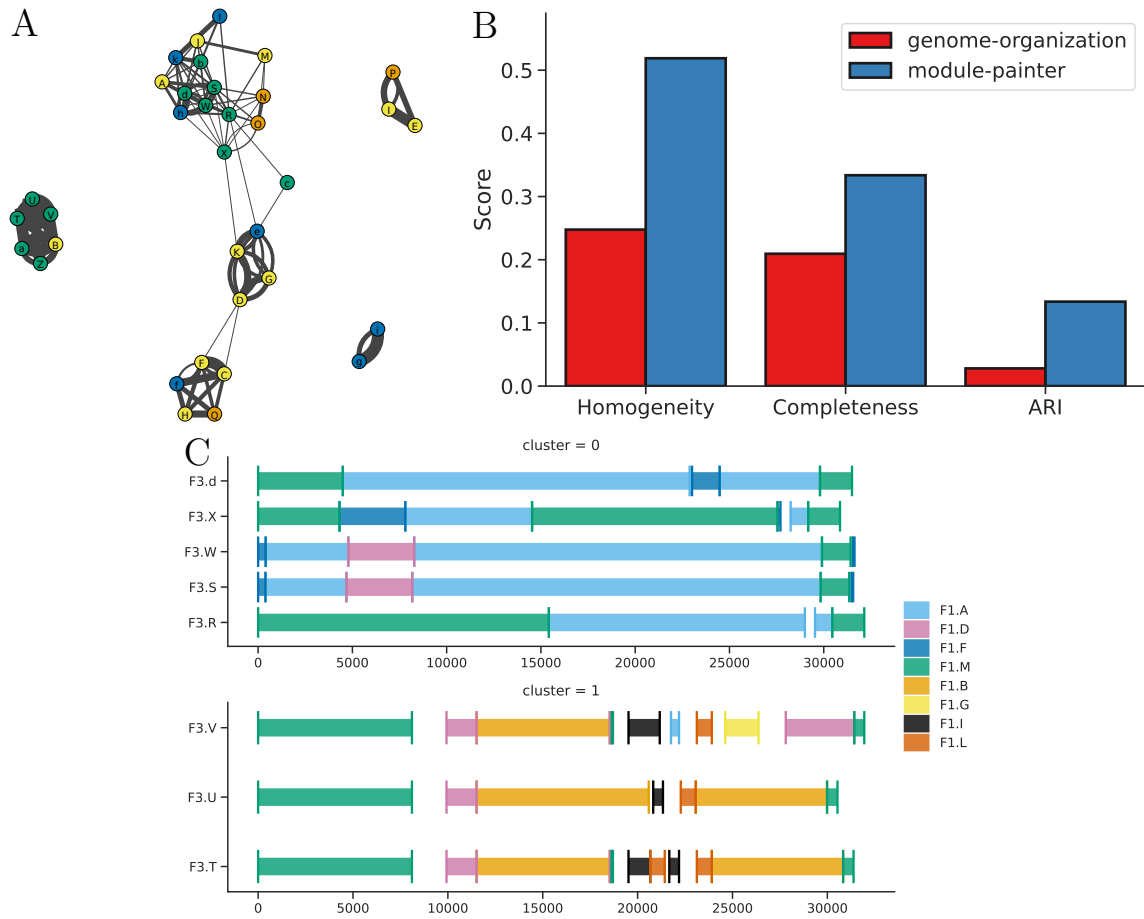 A
j
l
k
b
M
A
S
d
N
W
h
R
O
X
c
P
I
E
U
T
V
B
a
Z
e
K
G
D
i
g
F
C
f
H
Q
B
genome-organization
module-painter
Score
0.5
0.4
0.3
0.2
0.1
0.0
Homogeneity Completeness ARI
C
cluster = 0
F3.d
F3.X
F3.W
F3.S
F3.R
0 5000 10000 15000 20000 25000 30000
cluster = 1
F3.V
F3.U
F3.T
0 5000 10000 15000 20000 25000 30000
F1.A
F1.D
F1.F
F1.M
F1.B
F1.G
F1.I
F1.L